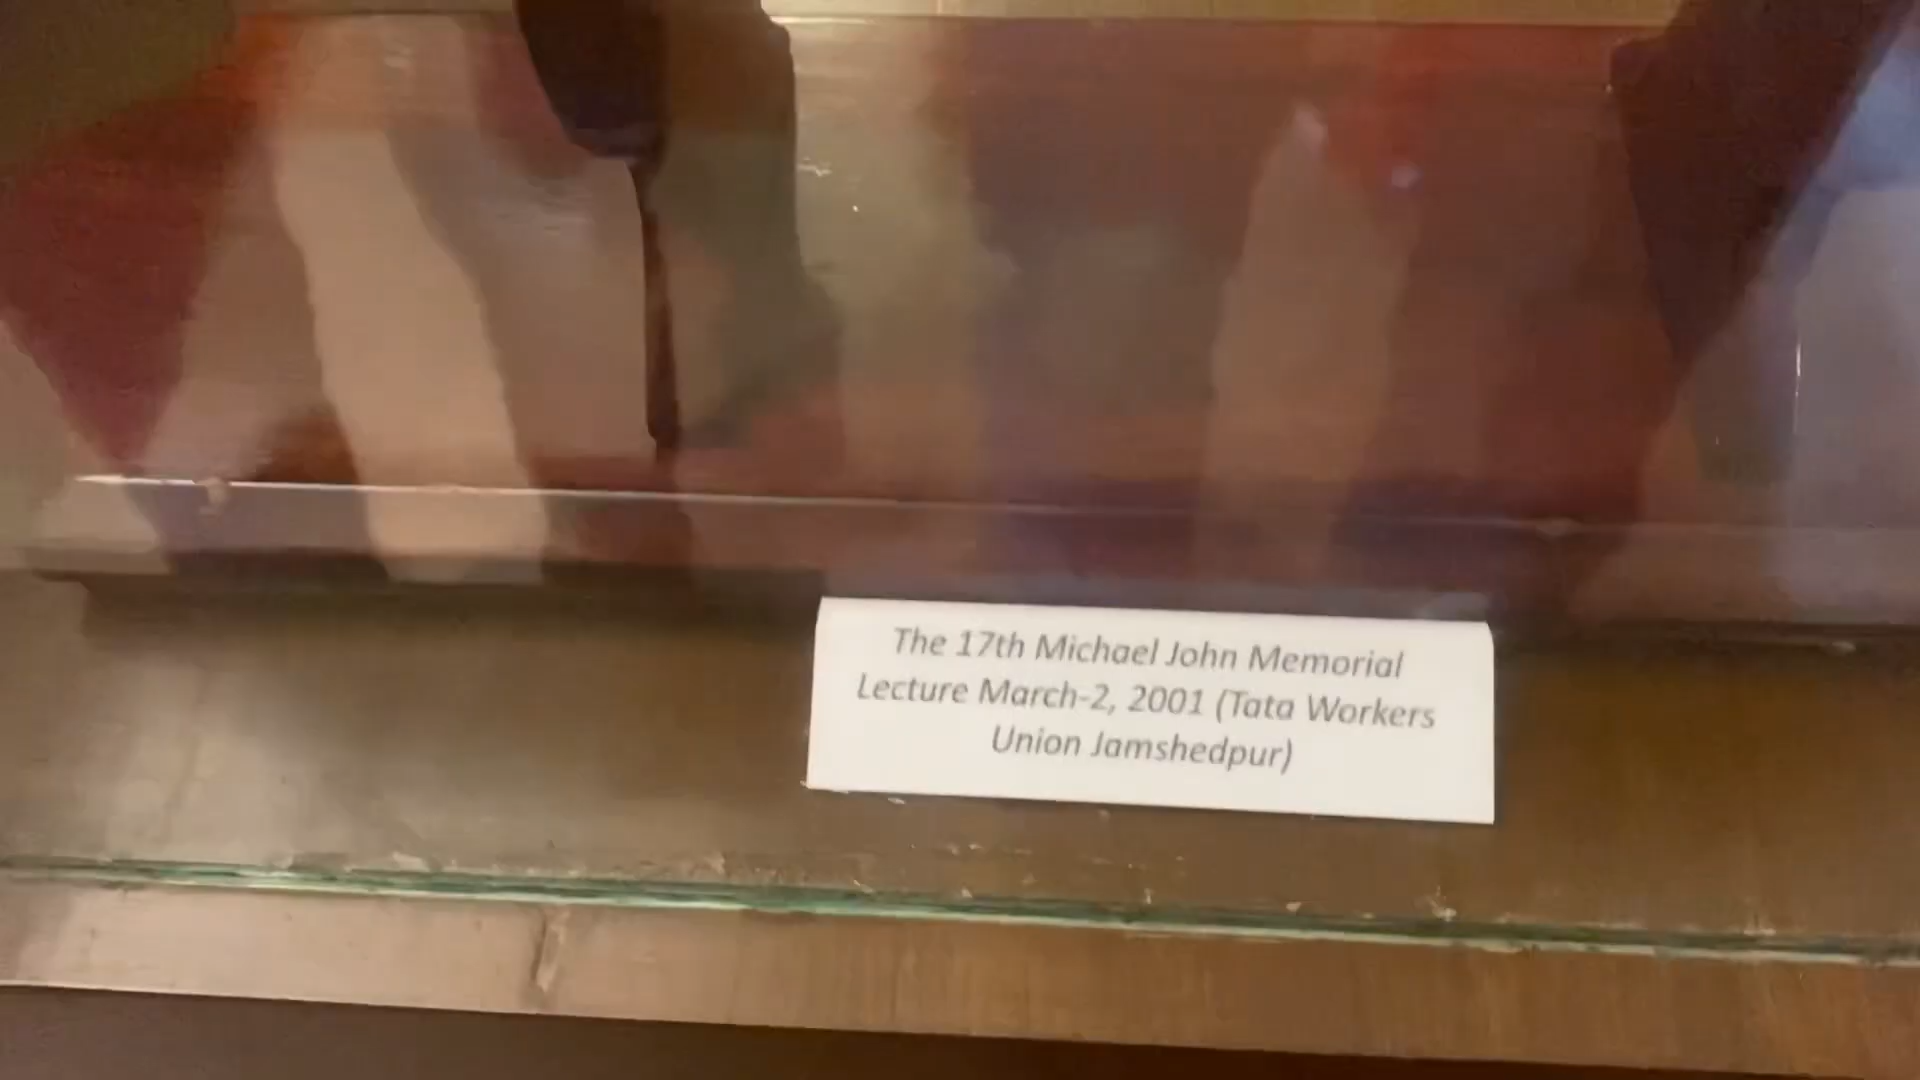 The 17th Michael John Memorial
Lecture March-2, 2001 (Tata Workers
Union Jamshedpur)